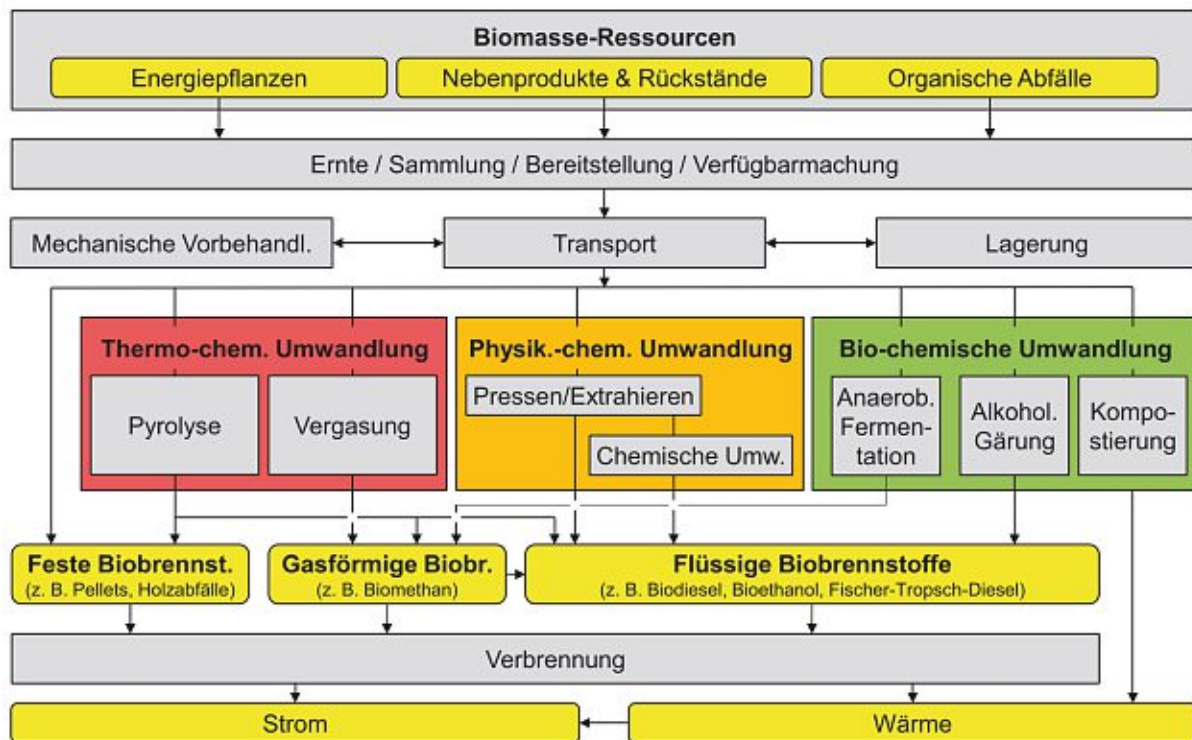 Biomasse-Ressourcen
Energiepflanzen
Nebenprodukte & Rückstände
Organische Abfälle
Ernte / Sammlung / Bereitstellung / Verfügbarmachung
Mechanische Vorbehandl.
Transport
Lagerung
Thermo-chem. Umwandlung
Pyrolyse
Vergasung
Physik.-chem. Umwandlung
Pressen/Extrahieren
Chemische Umw.
Bio-chemische Umwandlung
Anaerob.
Fermen-
tation
Alkohol.
Gärung
Kompo-
stierung
Feste Biobrennst.
(z. B. Pellets, Holzabfälle)
Gasförmige Biobr.
(z. B. Biomethan)
Flüssige Biobrennstoffe
(z. B. Biodiesel, Bioethanol, Fischer-Tropsch-Diesel)
Verbrennung
Strom
Wärme